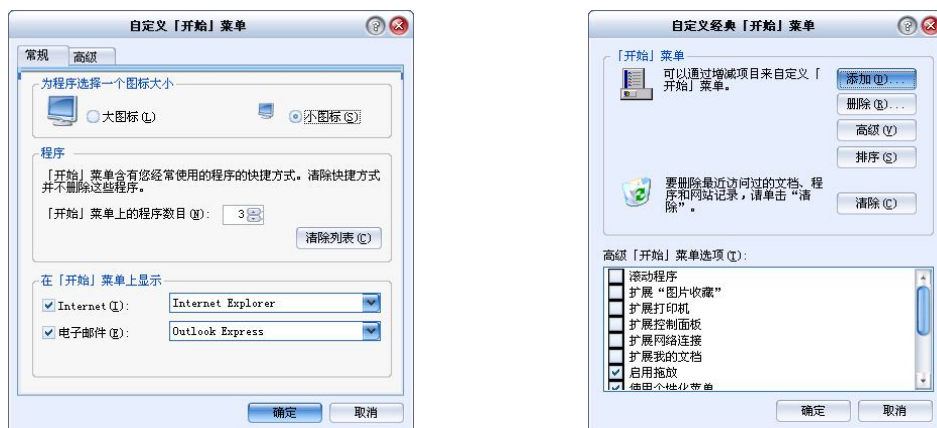 自定义「开始」菜单
常规
高级
为程序选择一个图标大小
大图标(L)
小图标(S)
程序
「开始」菜单含有您经常使用的程序的快捷方式。清除快捷方式
并不删除这些程序。
「开始」菜单上的程序数目(N):
3
清除列表(C)
在「开始」菜单上显示
Internet(I):
Internet Explorer
电子邮件(E):
Outlook Express
确定
取消
自定义经典「开始」菜单
「开始」菜单
可以通过增减项目来自定义「
开始」菜单。
添加(D)...
删除(R)...
高级(V)
排序(S)
要删除最近访问过的文档、程
序和网站记录,请单击“清
除”。
清除(C)
高级「开始」菜单选项(T):
滚动程序
扩展“图片收藏”
扩展打印机
扩展控制面板
扩展网络连接
扩展我的文档
启用拖放
使用个性化菜单
确定
取消